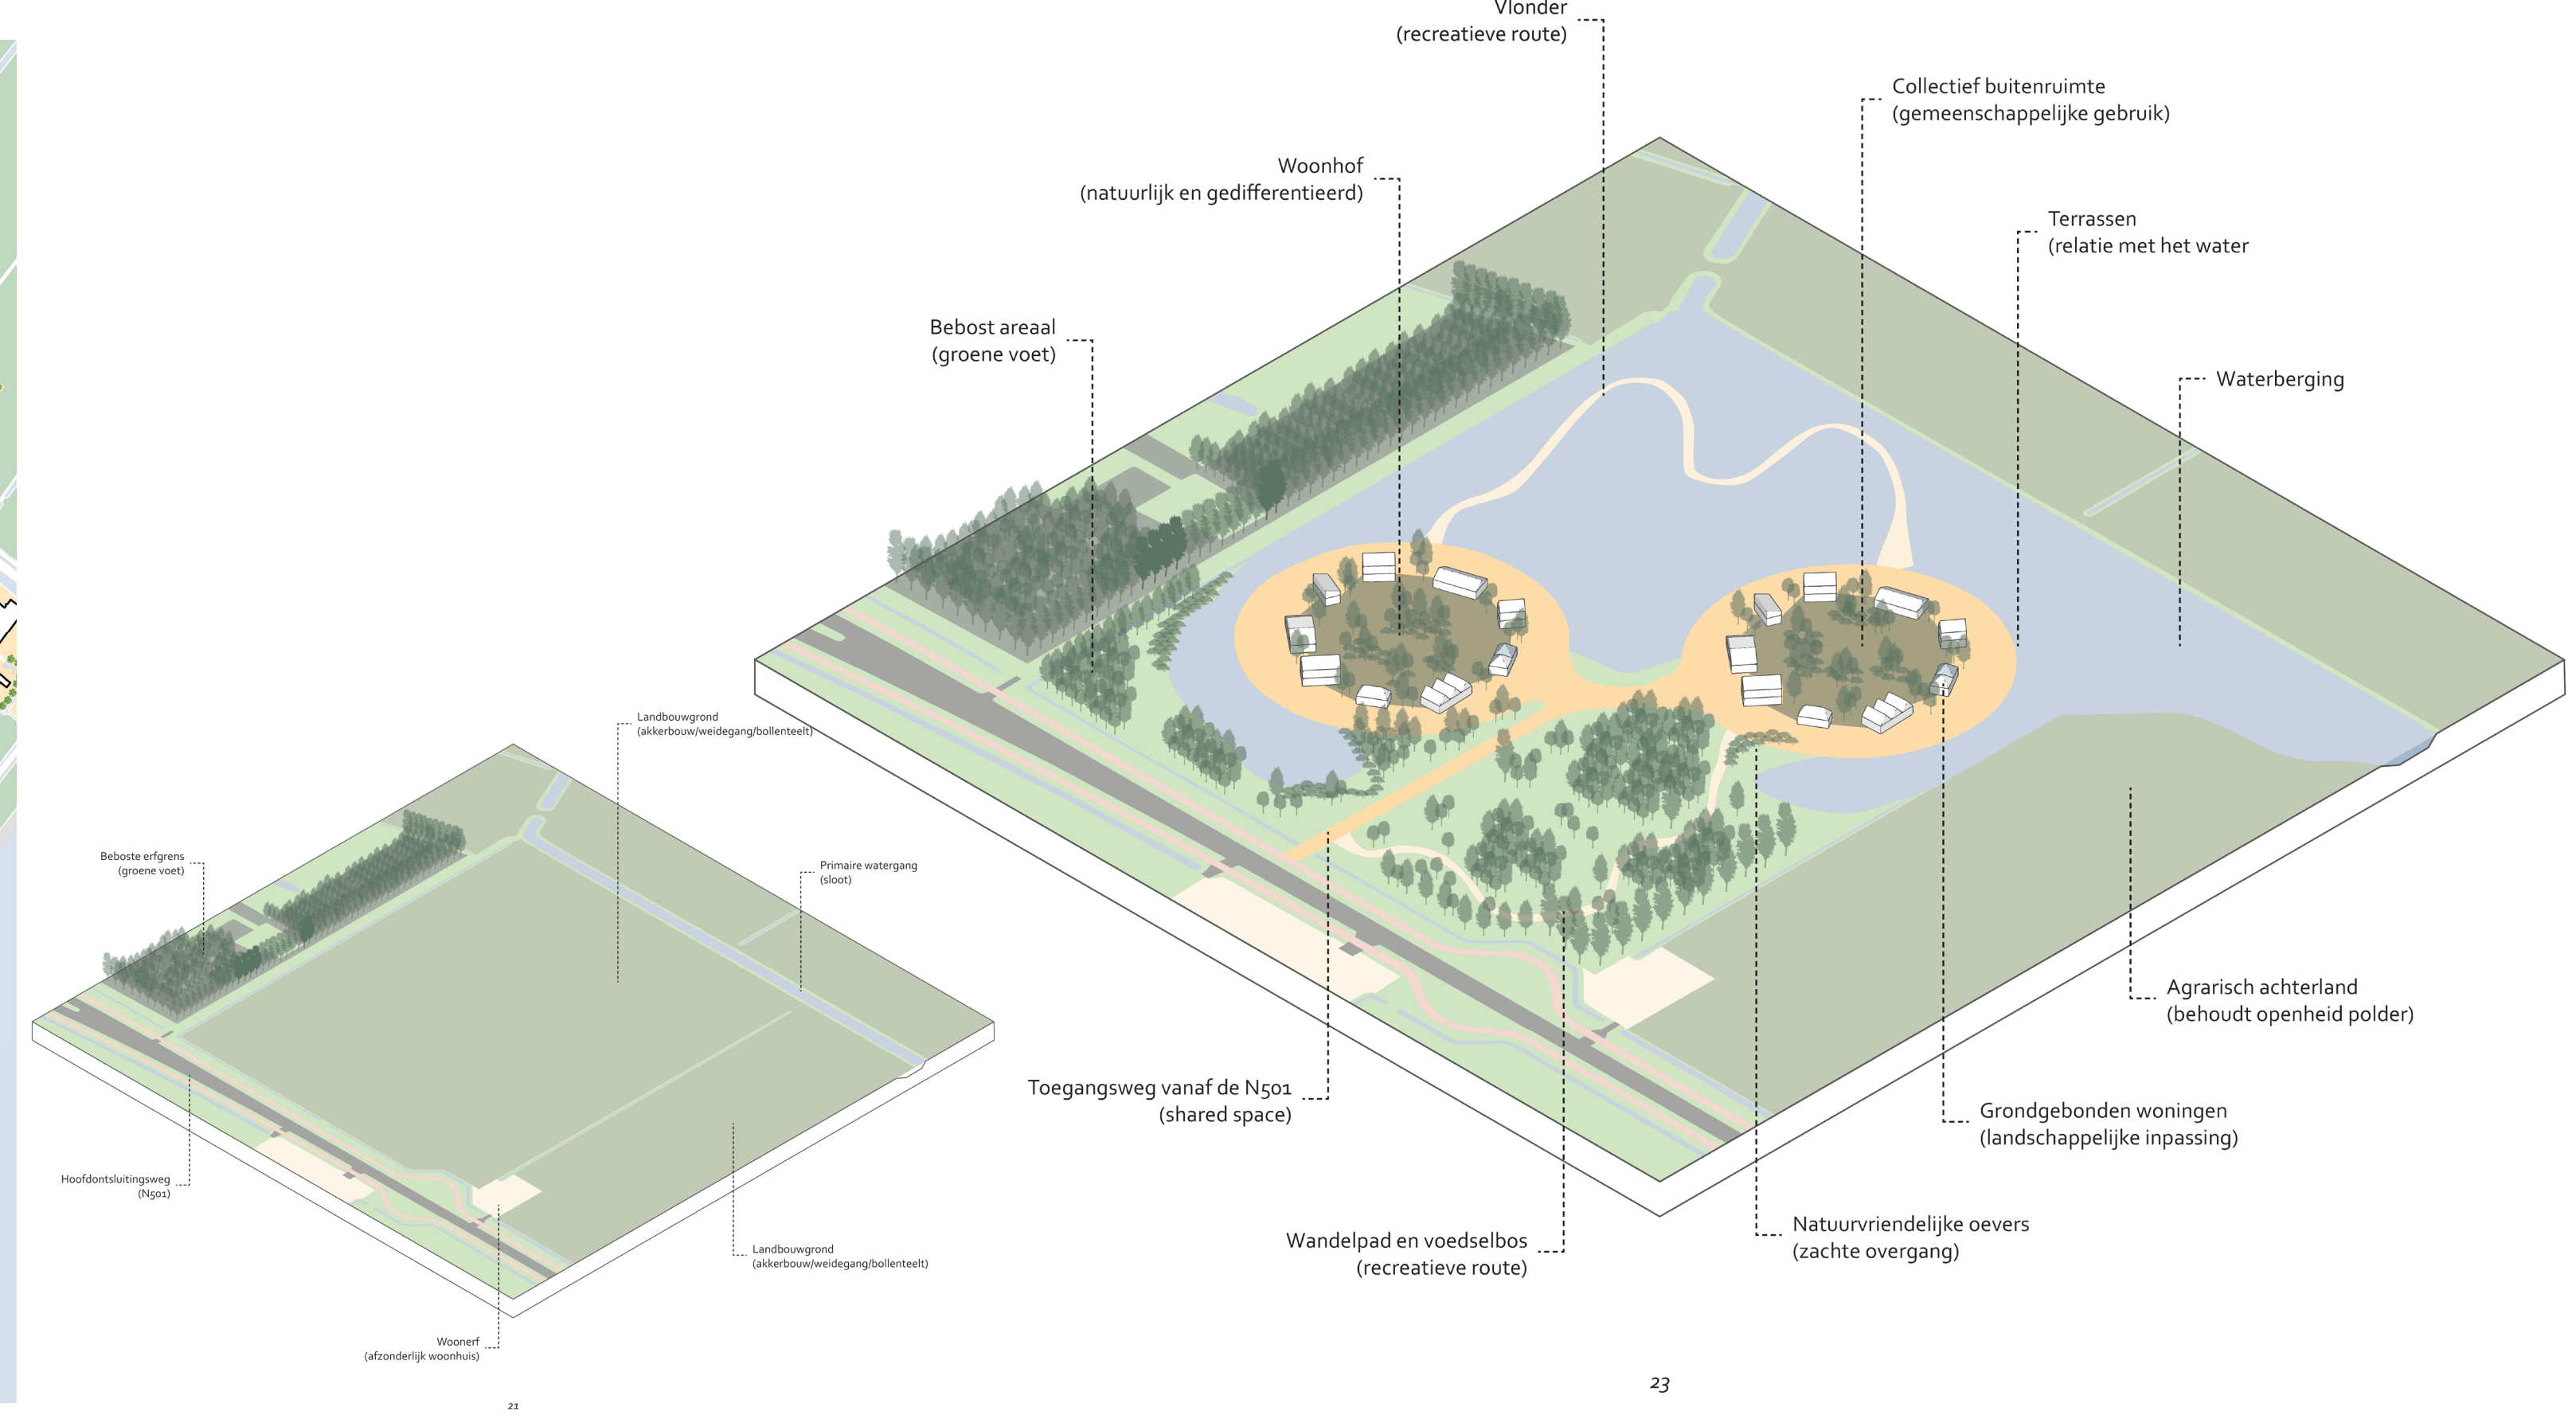 Vlonder
(recreatieve route)
Collectief buitenruimte
(gemeenschappelijke gebruik)
Woonhof
(natuurlijk en gedifferentieerd)
Terrassen
(relatie met het water
Bebost areaal
(groene voet)
Waterberging
Agrarisch achterland
(behoudt openheid polder)
Toegangsweg vanaf de N501
(shared space)
Grondgebonden woningen
(landschappelijke inpassing)
Natuurvriendelijke oevers
(zachte overgang)
Wandelpad en voedselbos
(recreatieve route)
23
Landbouwgrond
(akkerbouw/weidegang/bollenteelt)
Beboste erfgrens
(groene voet)
Primaire watergang
(sloot)
Hoofdontsluitingsweg
(N501)
Landbouwgrond
(akkerbouw/weidegang/bollenteelt)
Woonerf
(afzonderlijk woonhuis)
21